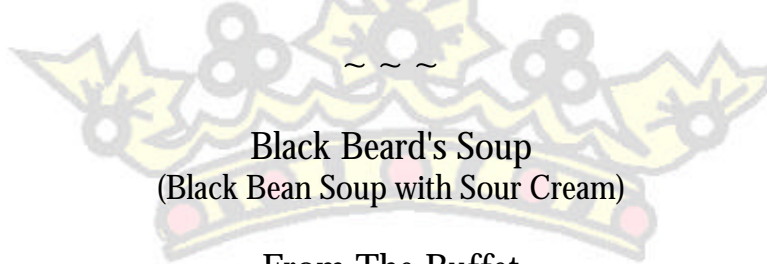 ~ ~ ~
Black Beard's Soup
(Black Bean Soup with Sour Cream)
From The Buffet